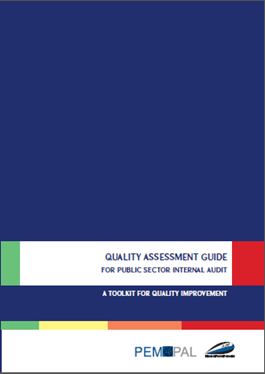 QUALITY ASSESSMENT GUIDE
FOR PUBLIC SECTOR INTERNAL AUDIT
A TOOLKIT FOR QUALITY IMPROVEMENT
PEMPAL